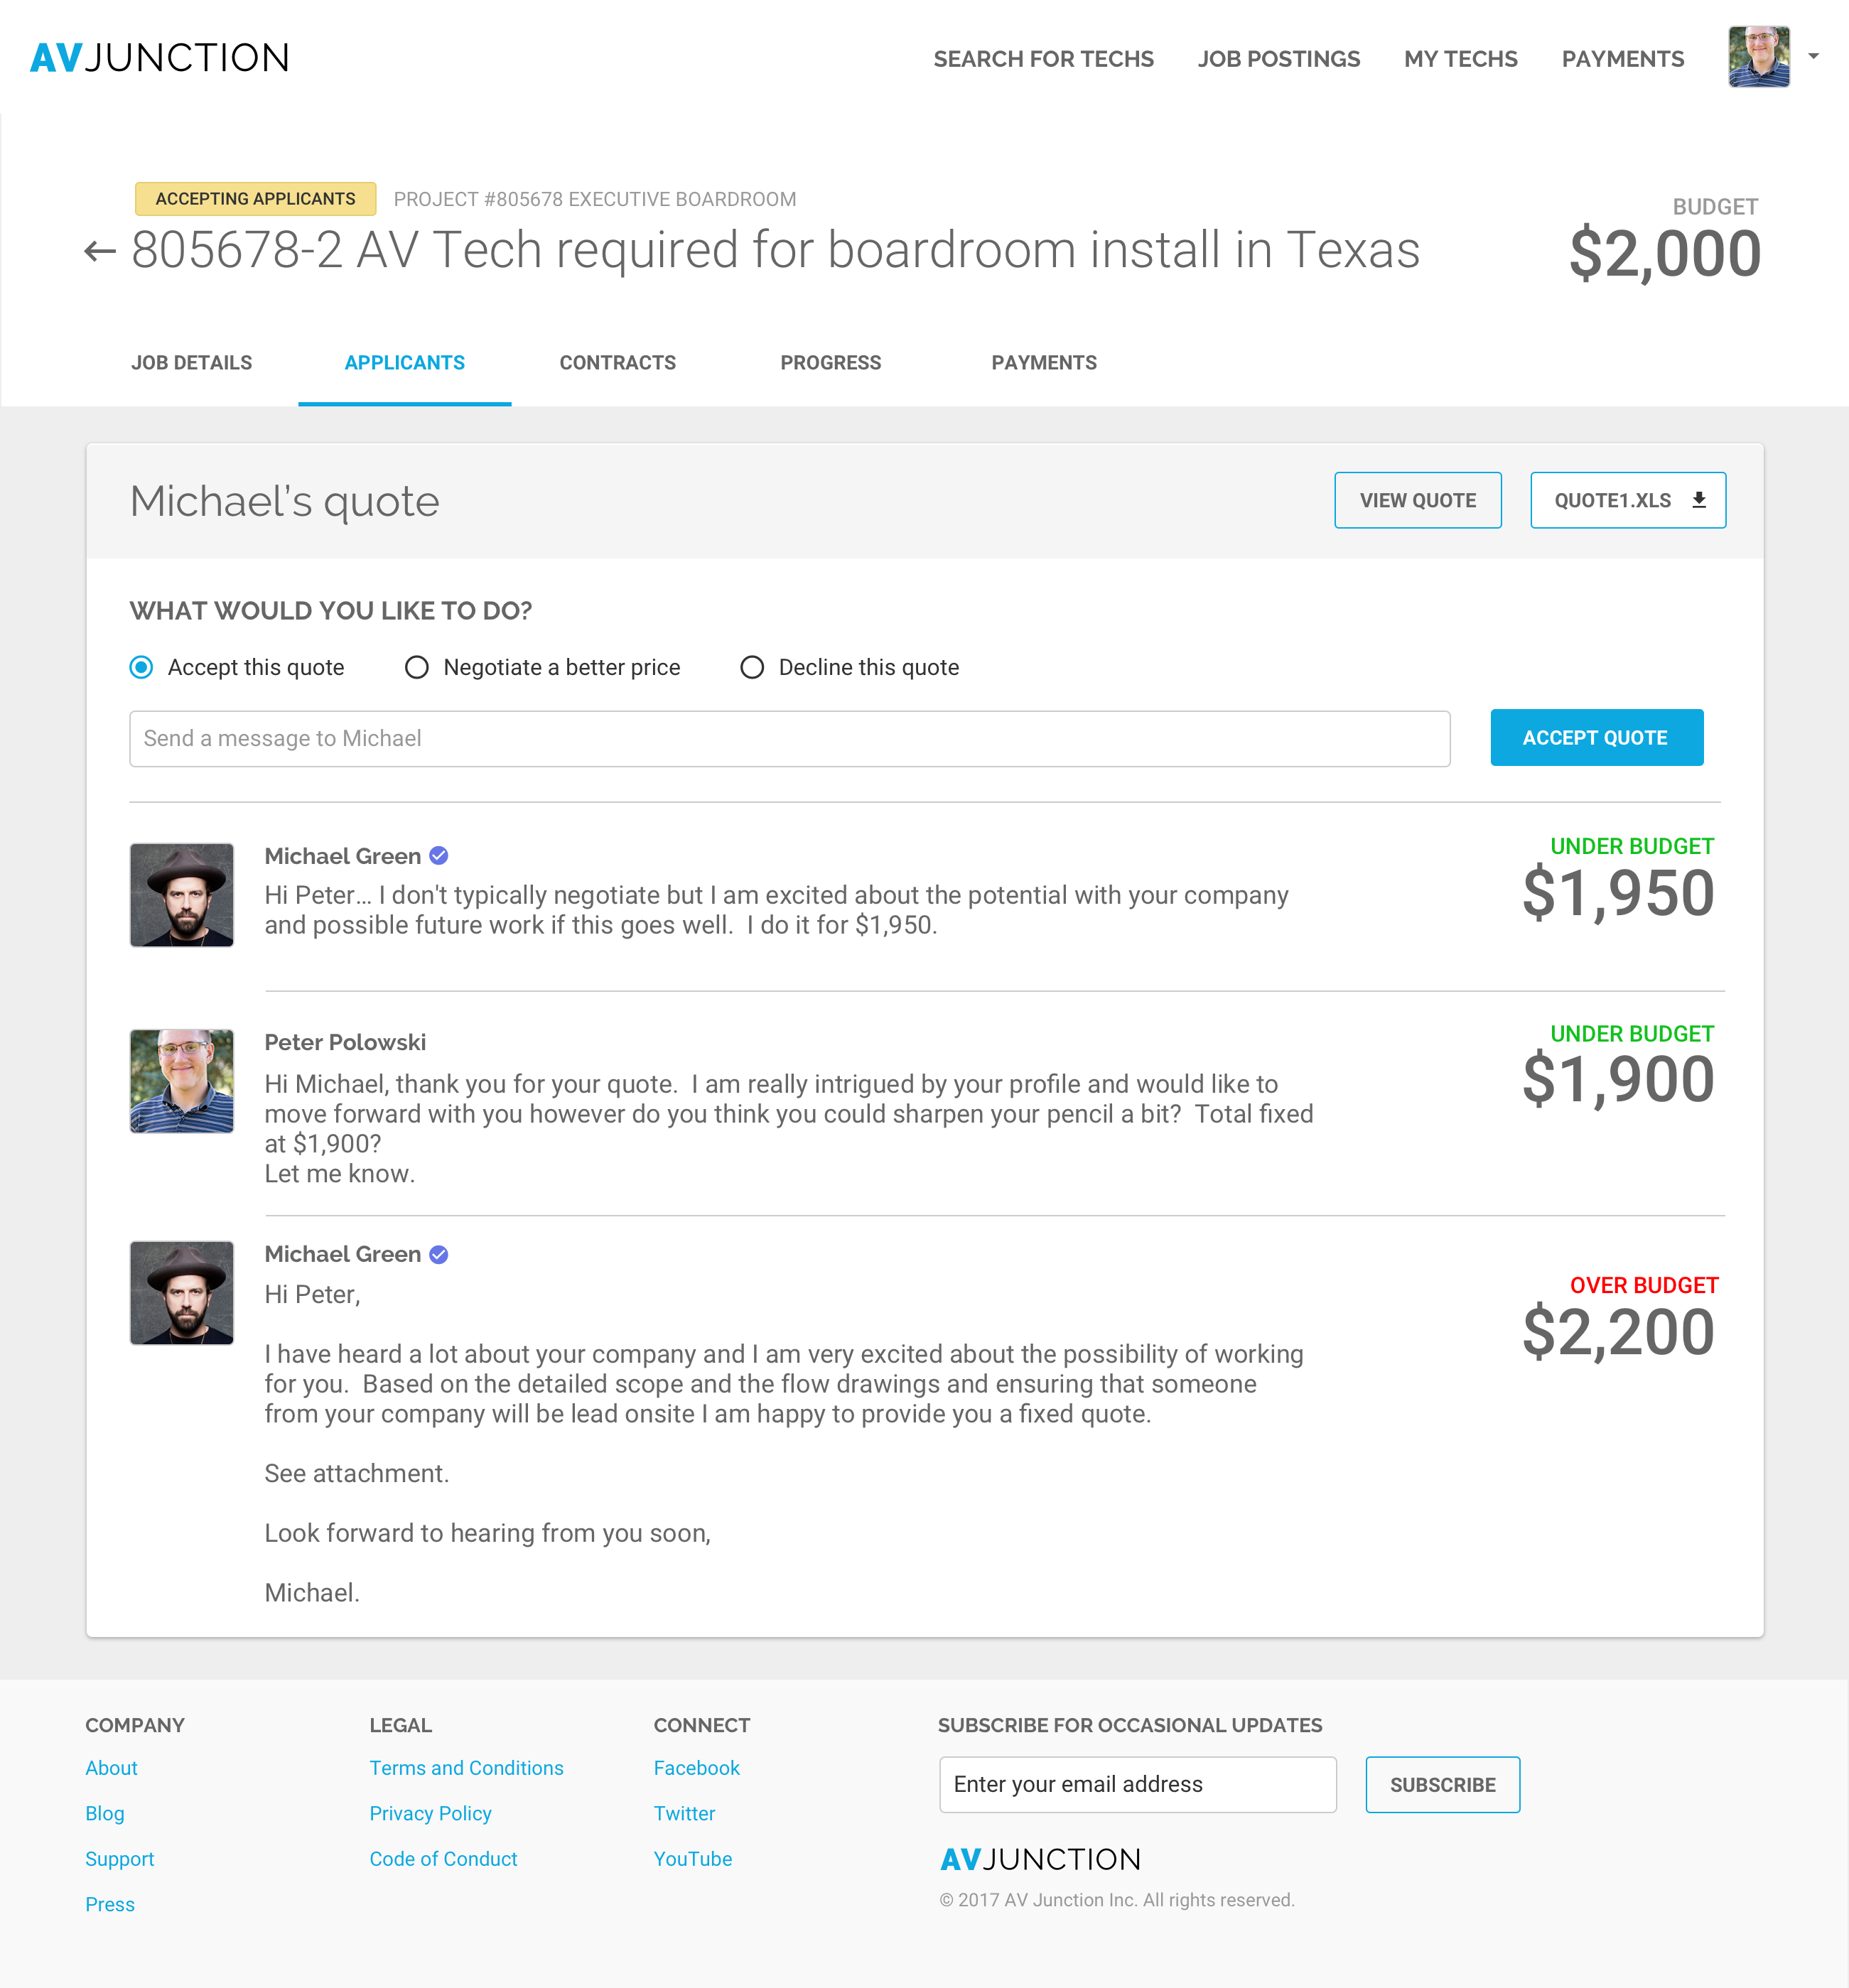 AVJUNCTION
SEARCH FOR TECHS
JOB POSTINGS
MY TECHS
PAYMENTS
ACCEPTING APPLICANTS
PROJECT #805678 EXECUTIVE BOARDROOM
805678-2 AV Tech required for boardroom install in Texas
BUDGET
$2,000
JOB DETAILS
APPLICANTS
CONTRACTS
PROGRESS
PAYMENTS
Michael's quote
VIEW QUOTE
QUOTE1.XLS
WHAT WOULD YOU LIKE TO DO?
Accept this quote
Negotiate a better price
Decline this quote
Send a message to Michael
ACCEPT QUOTE
Michael Green
Hi Peter... I don't typically negotiate but I am excited about the potential with your company
and possible future work if this goes well.  I do it for $1,950.
UNDER BUDGET
$1,950
Peter Polowski
Hi Michael, thank you for your quote.  I am really intrigued by your profile and would like to
move forward with you however do you think you could sharpen your pencil a bit?  Total fixed
at $1,900?
Let me know.
UNDER BUDGET
$1,900
Michael Green
Hi Peter,
I have heard a lot about your company and I am very excited about the possibility of working
for you.  Based on the detailed scope and the flow drawings and ensuring that someone
from your company will be lead onsite I am happy to provide you a fixed quote.
See attachment.
Look forward to hearing from you soon,
Michael.
OVER BUDGET
$2,200
COMPANY
About
Blog
Support
Press
LEGAL
Terms and Conditions
Privacy Policy
Code of Conduct
CONNECT
Facebook
Twitter
YouTube
SUBSCRIBE FOR OCCASIONAL UPDATES
Enter your email address
SUBSCRIBE
AVJUNCTION
© 2017 AV Junction Inc. All rights reserved.